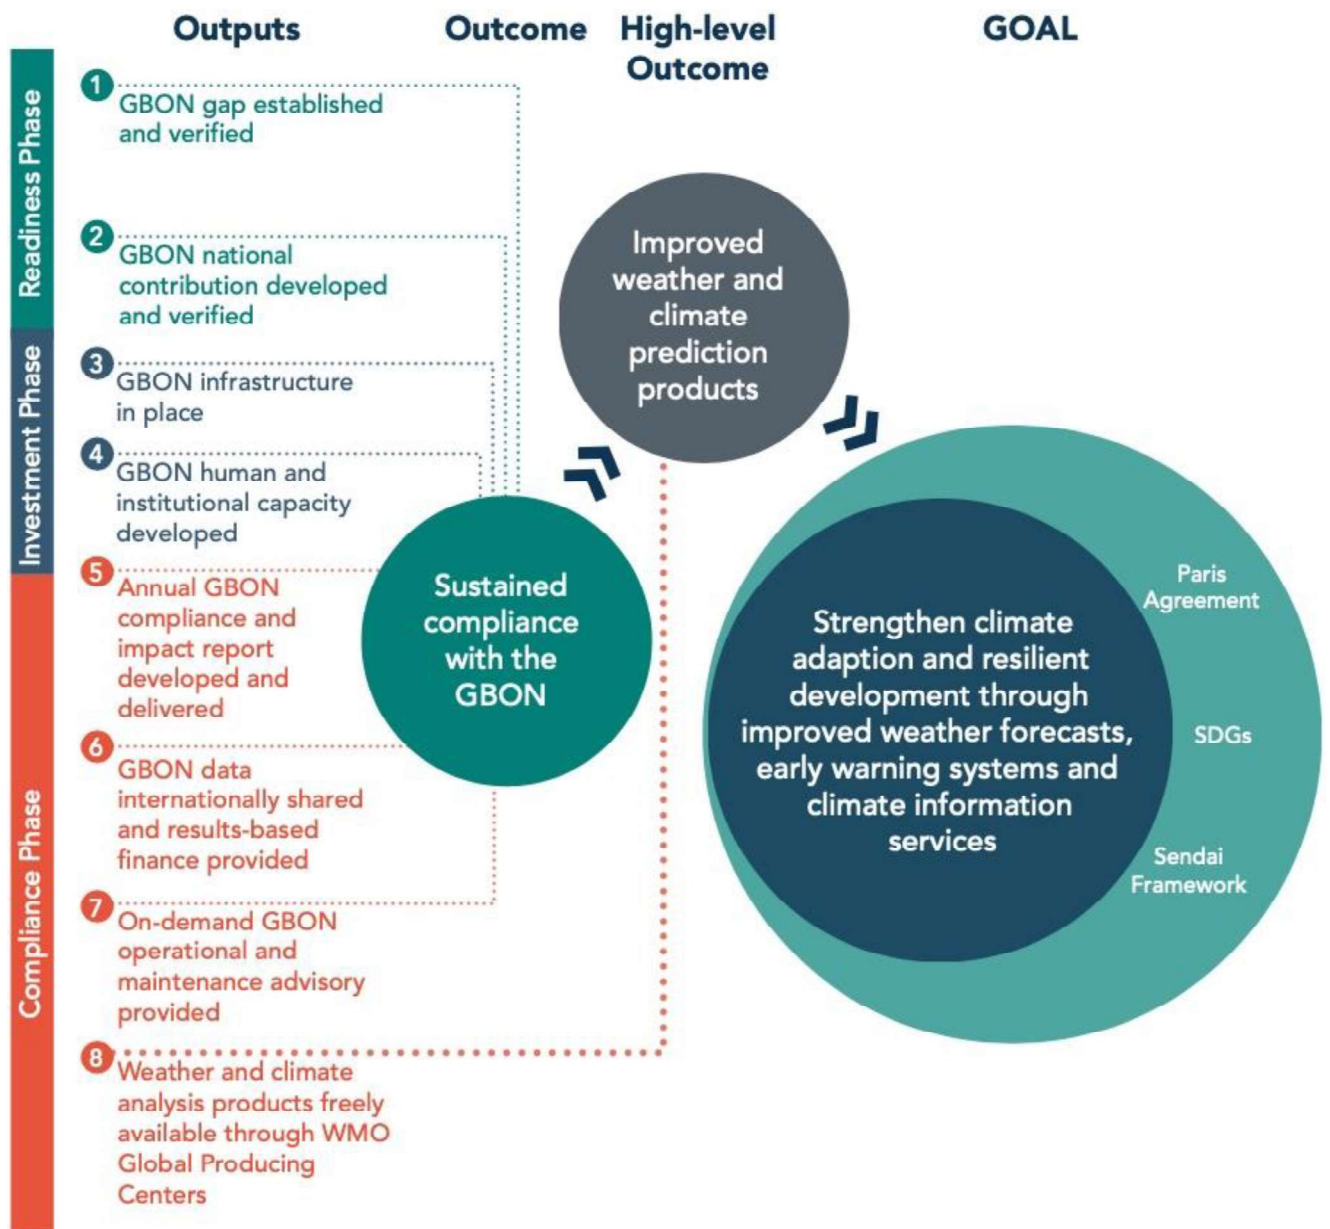 Outputs
Outcome
High-level
Outcome
GOAL
Readiness Phase
1
GBON gap established
and verified
2
GBON national
contribution developed
and verified
Investment Phase
3
GBON infrastructure
in place
4
GBON human and
institutional capacity
developed
Compliance Phase
5
Annual GBON
compliance and
impact report
developed and
delivered
6
GBON data
internationally shared
and results-based
finance provided
7
On-demand GBON
operational and
maintenance advisory
provided
8
Weather and climate
analysis products freely
available through WMO
Global Producing
Centers
Sustained
compliance
with the
GBON
Improved
weather and
climate
prediction
products
Strengthen climate
adaption and resilient
development through
improved weather forecasts,
early warning systems and
climate information
services
Paris
Agreement
SDGs
Sendai
Framework